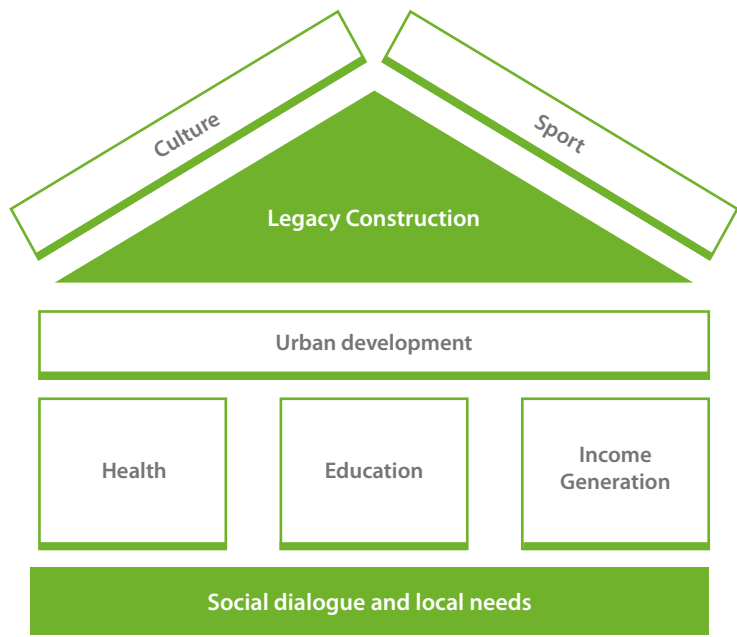 Culture
Sport
Legacy Construction
Urban development
Health
Education
Income
Generation
Social dialogue and local needs